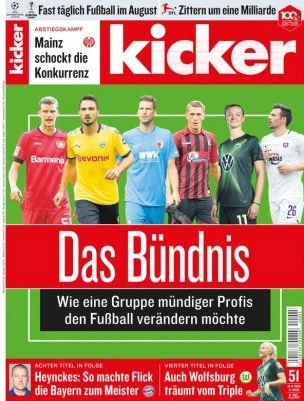 Fast täglich Fußball im August
Zittern um eine Milliarde
100
kicker
ABSTIEGSKAMPF
Mainz
schockt die
Konkurrenz
kicker
Barmenia
EVONIK
WWK
11
26
Das Bündnis
Wie eine Gruppe mündiger Profis
den Fußball verändern möchte
ACHTER TITEL IN FOLGE
Heynckes: So machte Flick
die Bayern zum Meister
VIERTER TITEL IN FOLGE
Auch Wolfsburg
träumt vom Triple
51